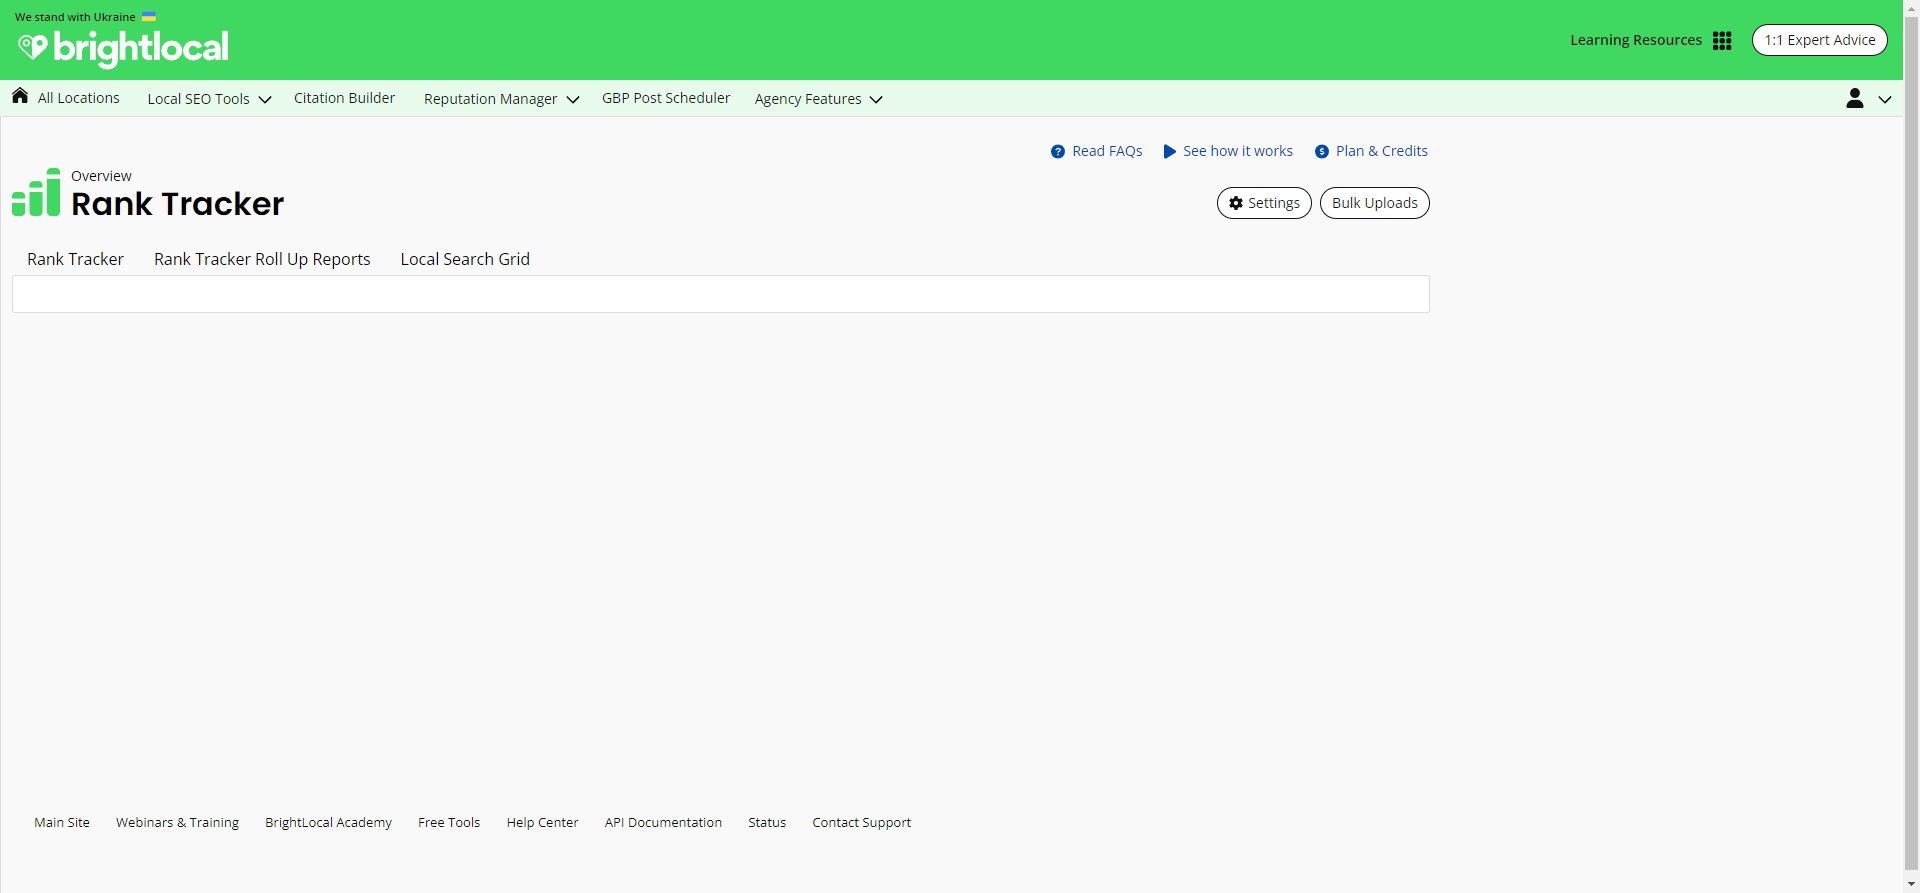 We stand with Ukraine
brightlocal
Learning Resources
1:1 Expert Advice
All Locations
Local SEO Tools
Citation Builder
Reputation Manager
GBP Post Scheduler
Agency Features
Read FAQs
See how it works
Plan & Credits
Overview
Rank Tracker
Settings
Bulk Uploads
Rank Tracker
Rank Tracker Roll Up Reports
Local Search Grid
Main Site
Webinars & Training
BrightLocal Academy
Free Tools
Help Center
API Documentation
Status
Contact Support